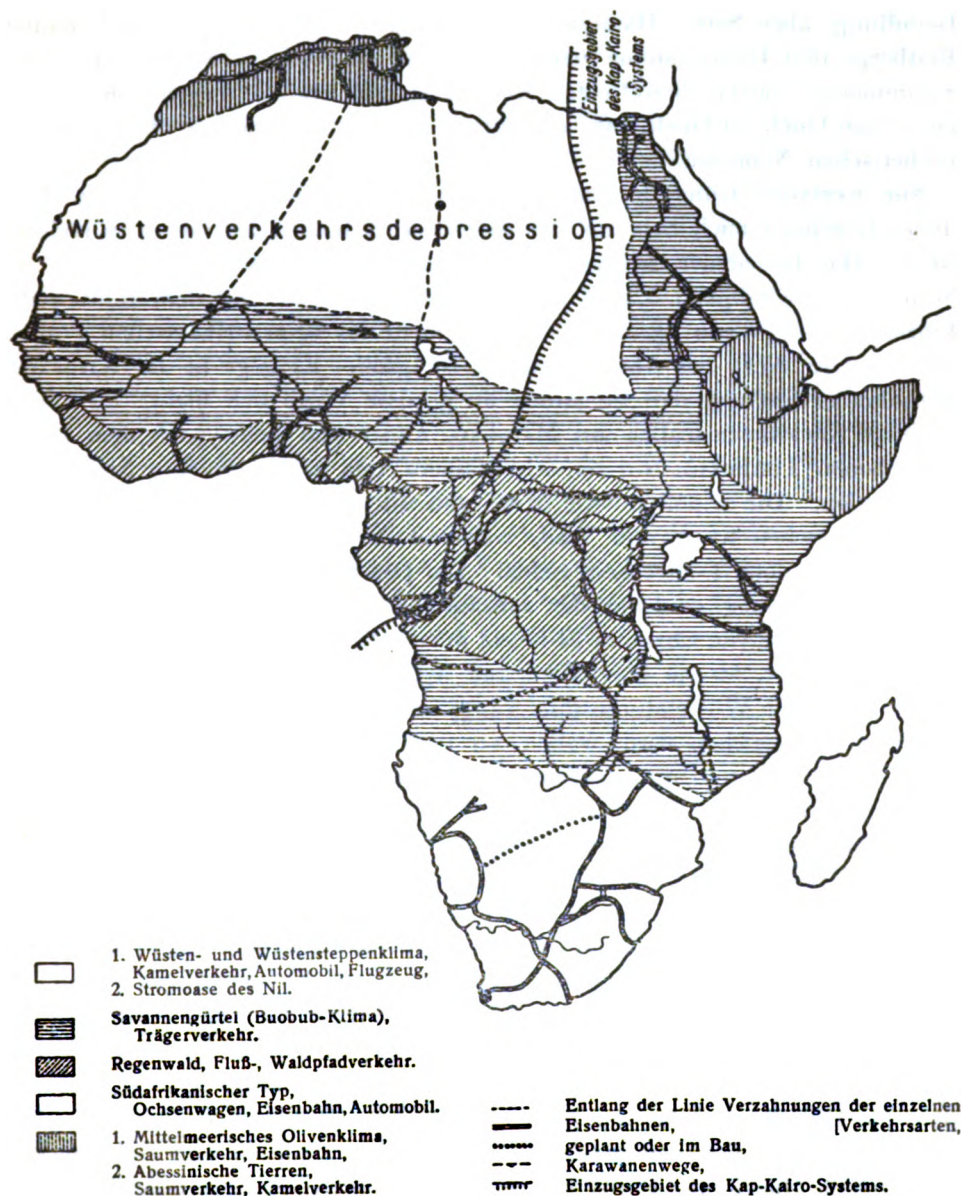 Einzugsgebiet
des Kap-Kairo-
Systems
Wüstenverkehrsdepression
1. Wüsten- und Wüstensteppenklima,
Kamelverkehr, Automobil, Flugzeug,
2. Stromoase des Nil.
Savannengürtel (Buobub-Klima),
Trägerverkehr.
Regenwald, Fluß-, Waldpfadverkehr.
Südafrikanischer Typ,
Ochsenwagen, Eisenbahn, Automobil.
1. Mittelmeerisches Olivenklima,
Saumverkehr, Eisenbahn,
2. Abessinische Tierren,
Saumverkehr, Kamelverkehr.
Entlang der Linie Verzahnungen der einzelnen
Eisenbahnen, [Verkehrsarten,
geplant oder im Bau,
Karawanenwege,
Einzugsgebiet des Kap-Kairo-Systems.